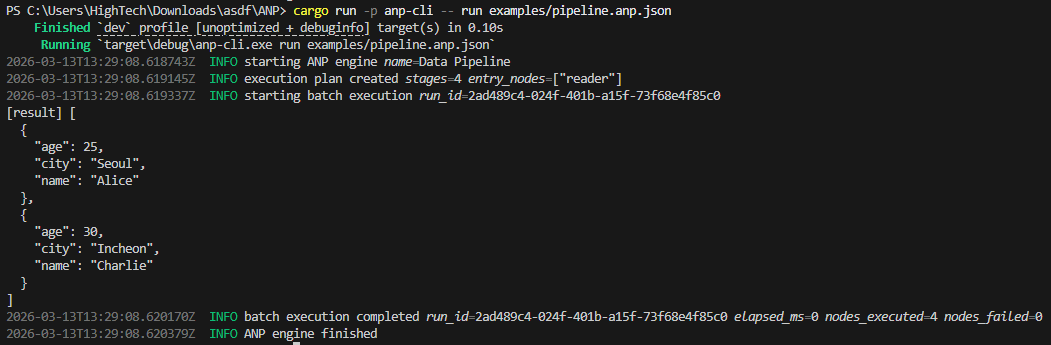 PS C:\Users\HighTech\Downloads\asdf\ANP> cargo run -p anp-cli -- run examples/pipeline.anp.json
    Finished `dev` profile [unoptimized + debuginfo] target(s) in 0.10s
     Running `target\debug\anp-cli.exe run examples/pipeline.anp.json`
2026-03-13T13:29:08.618743Z  INFO starting ANP engine name=Data Pipeline
2026-03-13T13:29:08.619145Z  INFO execution plan created stages=4 entry_nodes=["reader"]
2026-03-13T13:29:08.619337Z  INFO starting batch execution run_id=2ad489c4-024f-401b-a15f-73f68e4f85c0
[result] [
  {
    "age": 25,
    "city": "Seoul",
    "name": "Alice"
  },
  {
    "age": 30,
    "city": "Incheon",
    "name": "Charlie"
  }
]
2026-03-13T13:29:08.620170Z  INFO batch execution completed run_id=2ad489c4-024f-401b-a15f-73f68e4f85c0 elapsed_ms=0 nodes_executed=4 nodes_failed=0
2026-03-13T13:29:08.620379Z  INFO ANP engine finished